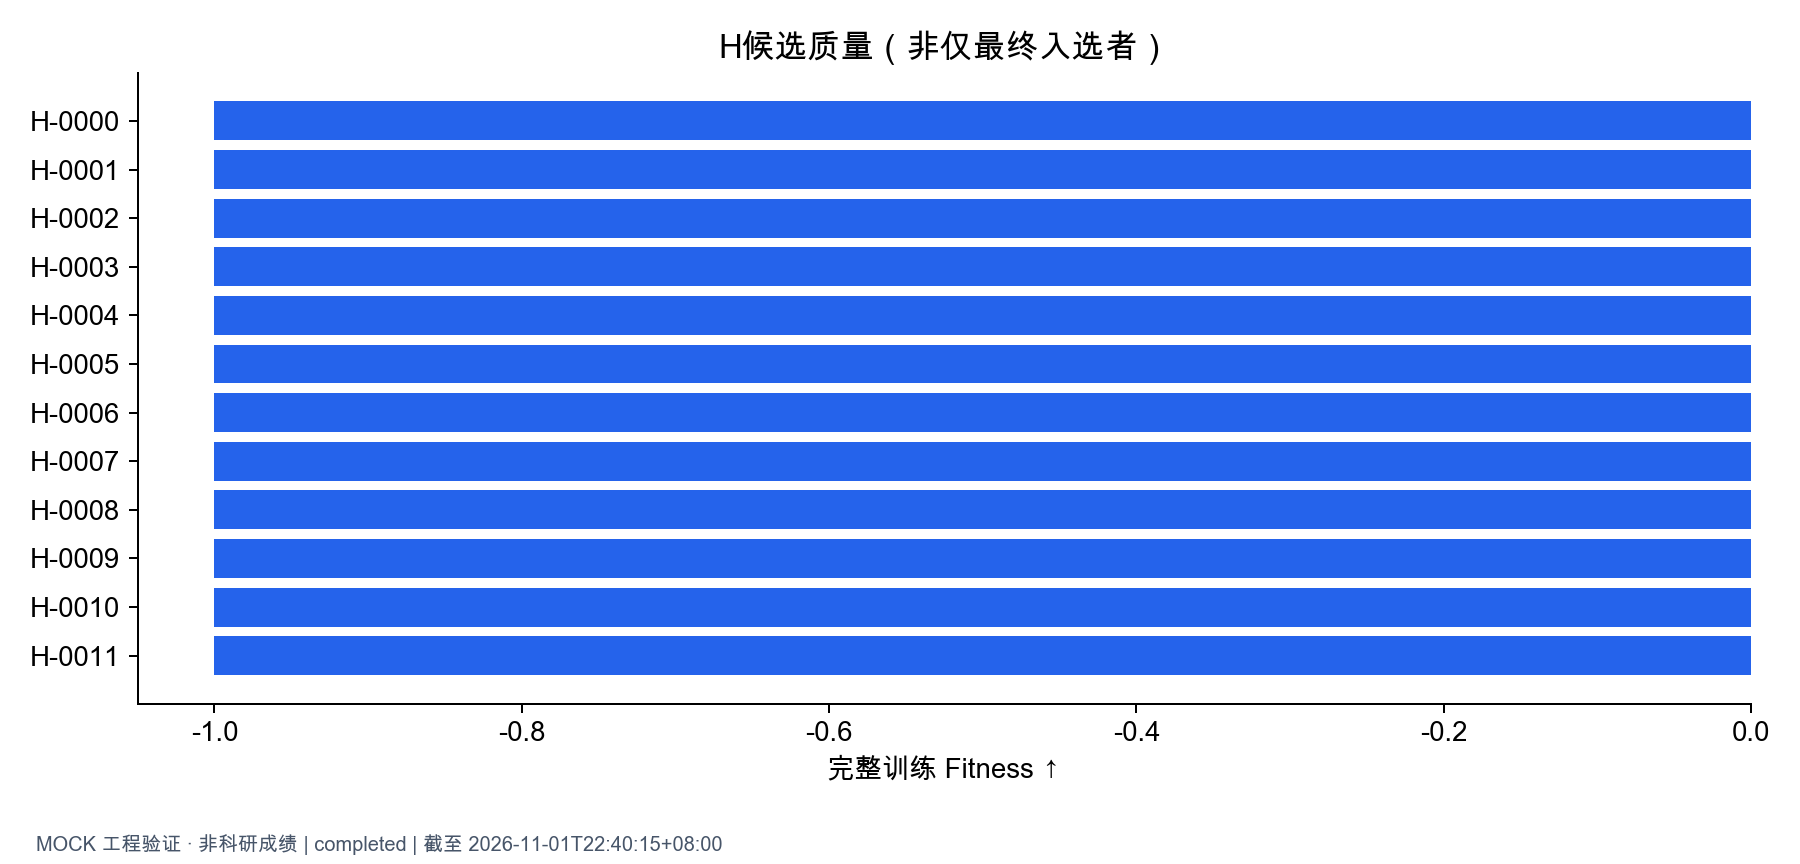 H候选质量（非仅最终入选者）
H-0000
H-0001
H-0002
H-0003
H-0004
H-0005
H-0006
H-0007
H-0008
H-0009
H-0010
H-0011
-1.0 -0.8 -0.6 -0.4 -0.2 0.0
完整训练 Fitness ↑
MOCK 工程验证 · 非科研成绩 | completed | 截至 2026-11-01T22:40:15+08:00